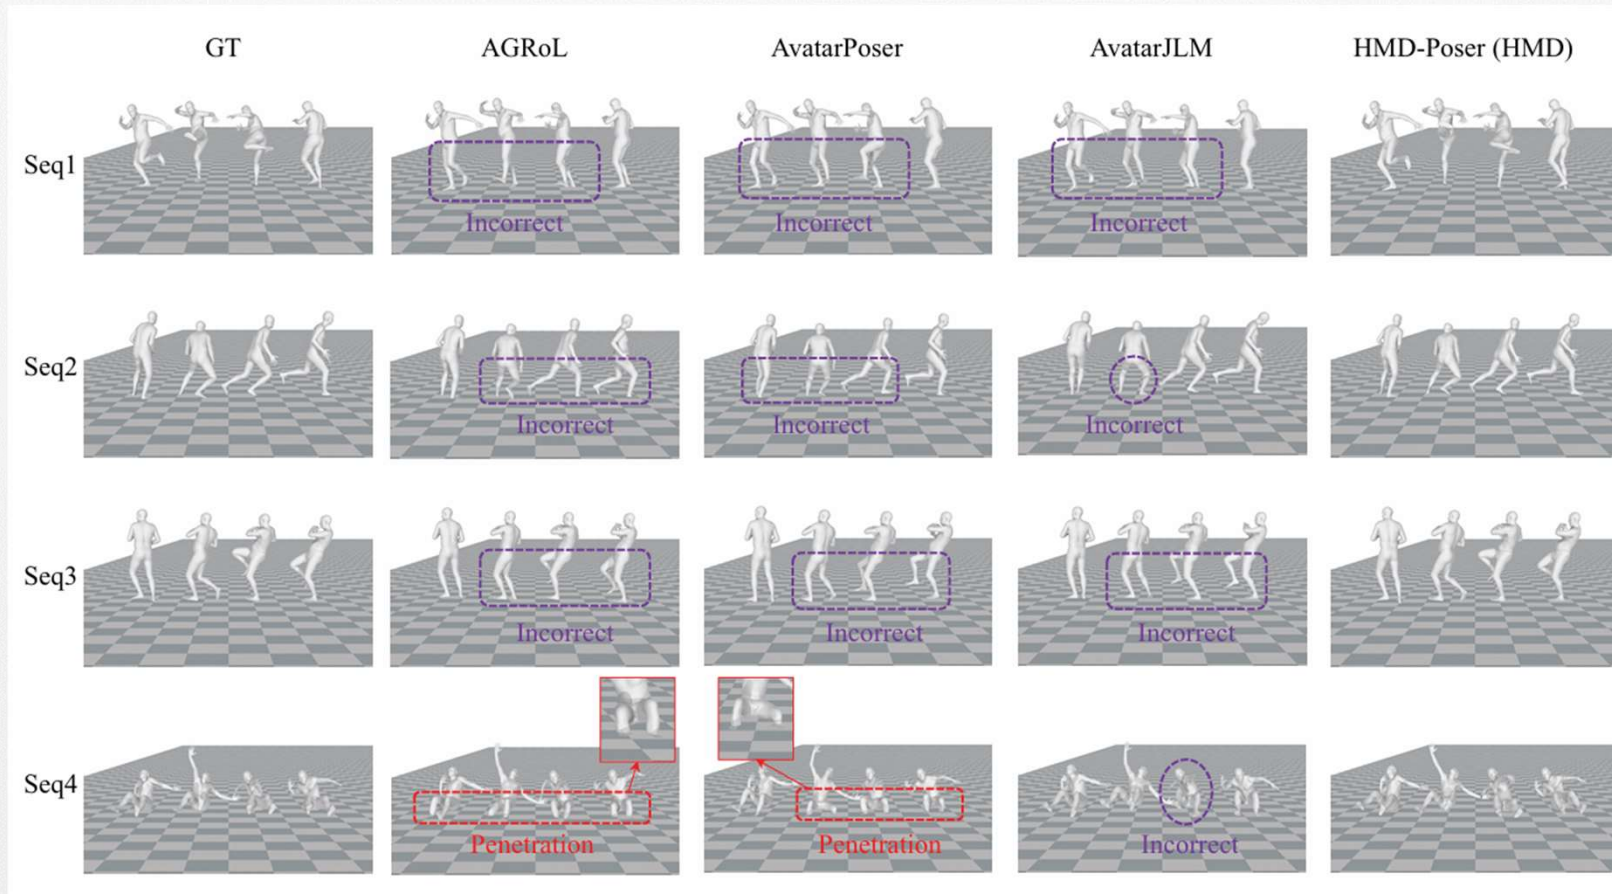 GT AGRoL AvatarPoser AvatarJLM HMD-Poser (HMD)
Seq1
Incorrect Incorrect Incorrect
Seq2
Incorrect Incorrect Incorrect
Seq3
Incorrect Incorrect Incorrect
Seq4
Penetration Penetration Incorrect